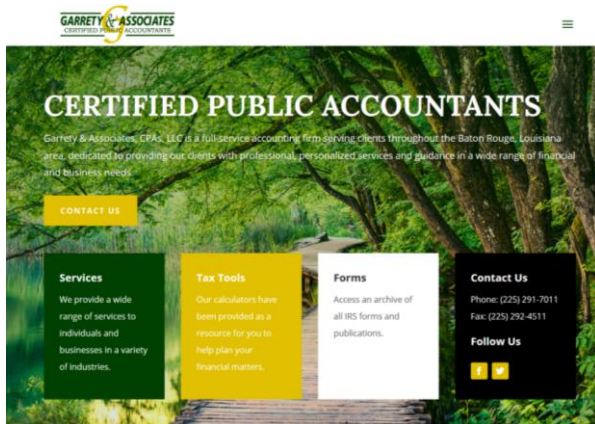 GARRETY & ASSOCIATES
CERTIFIED PUBLIC ACCOUNTANTS
CERTIFIED PUBLIC ACCOUNTANTS
Garrety & Associates, CPAs, LLC is a full-service accounting firm serving clients throughout the Baton Rouge, Louisiana
area, dedicated to providing our clients with professional, personalized services and guidance in a wide range of financial
and business needs.
CONTACT US
Services
We provide a wide
range of services to
individuals and
businesses in a variety
of industries.
Tax Tools
Our calculators have
been provided as a
resource for you to
help plan your
financial matters.
Forms
Access an archive of
all IRS forms and
publications.
Contact Us
Phone: (225) 291-7011
Fax: (225) 292-4511
Follow Us